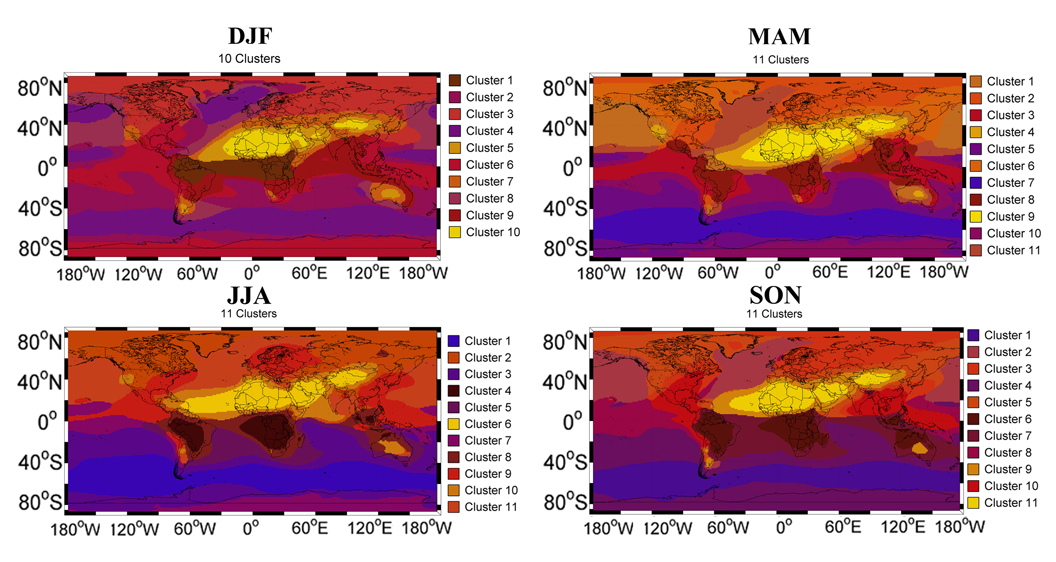 DJF
10 Clusters
80°N
40°N
0°
40°S
80°S
180°W 120°W 60°W 0° 60°E 120°E 180°W
Cluster 1
Cluster 2
Cluster 3
Cluster 4
Cluster 5
Cluster 6
Cluster 7
Cluster 8
Cluster 9
Cluster 10
MAM
11 Clusters
80°N
40°N
0°
40°S
80°S
180°W 120°W 60°W 0° 60°E 120°E 180°W
Cluster 1
Cluster 2
Cluster 3
Cluster 4
Cluster 5
Cluster 6
Cluster 7
Cluster 8
Cluster 9
Cluster 10
Cluster 11
JJA
11 Clusters
80°N
40°N
0°
40°S
80°S
180°W 120°W 60°W 0° 60°E 120°E 180°W
Cluster 1
Cluster 2
Cluster 3
Cluster 4
Cluster 5
Cluster 6
Cluster 7
Cluster 8
Cluster 9
Cluster 10
Cluster 11
SON
11 Clusters
80°N
40°N
0°
40°S
80°S
180°W 120°W 60°W 0° 60°E 120°E 180°W
Cluster 1
Cluster 2
Cluster 3
Cluster 4
Cluster 5
Cluster 6
Cluster 7
Cluster 8
Cluster 9
Cluster 10
Cluster 11